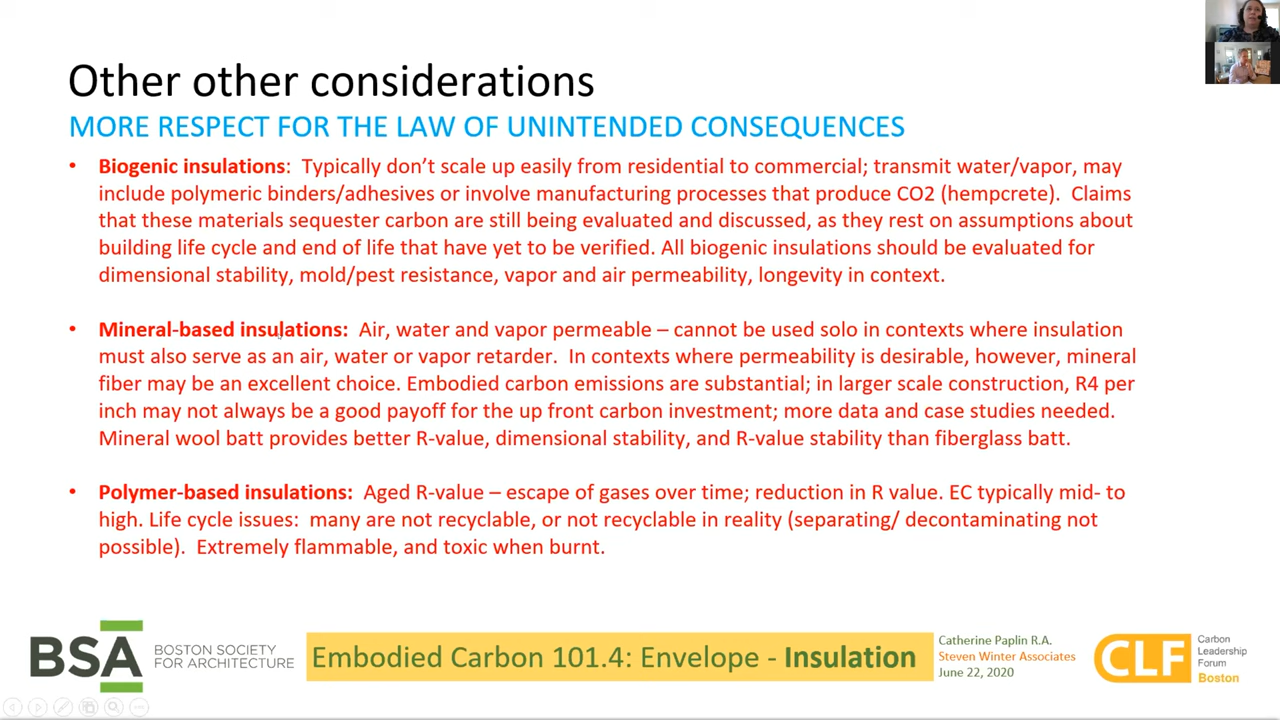 Other other considerations
MORE RESPECT FOR THE LAW OF UNINTENDED CONSEQUENCES
• Biogenic insulations:  Typically don’t scale up easily from residential to commercial; transmit water/vapor, may
include polymeric binders/adhesives or involve manufacturing processes that produce CO2 (hempcrete).  Claims
that these materials sequester carbon are still being evaluated and discussed, as they rest on assumptions about
building life cycle and end of life that have yet to be verified. All biogenic insulations should be evaluated for
dimensional stability, mold/pest resistance, vapor and air permeability, longevity in context.
• Mineral-based insulations:  Air, water and vapor permeable – cannot be used solo in contexts where insulation
must also serve as an air, water or vapor retarder.  In contexts where permeability is desirable, however, mineral
fiber may be an excellent choice. Embodied carbon emissions are substantial; in larger scale construction, R4 per
inch may not always be a good payoff for the up front carbon investment; more data and case studies needed.
Mineral wool batt provides better R-value, dimensional stability, and R-value stability than fiberglass batt.
• Polymer-based insulations:  Aged R-value – escape of gases over time; reduction in R value. EC typically mid- to
high. Life cycle issues:  many are not recyclable, or not recyclable in reality (separating/ decontaminating not
possible).  Extremely flammable, and toxic when burnt.
BSA
BOSTON SOCIETY
FOR ARCHITECTURE
Embodied Carbon 101.4: Envelope - Insulation
Catherine Paplin R.A.
Steven Winter Associates
June 22, 2020
CLF
Carbon
Leadership
Forum
Boston